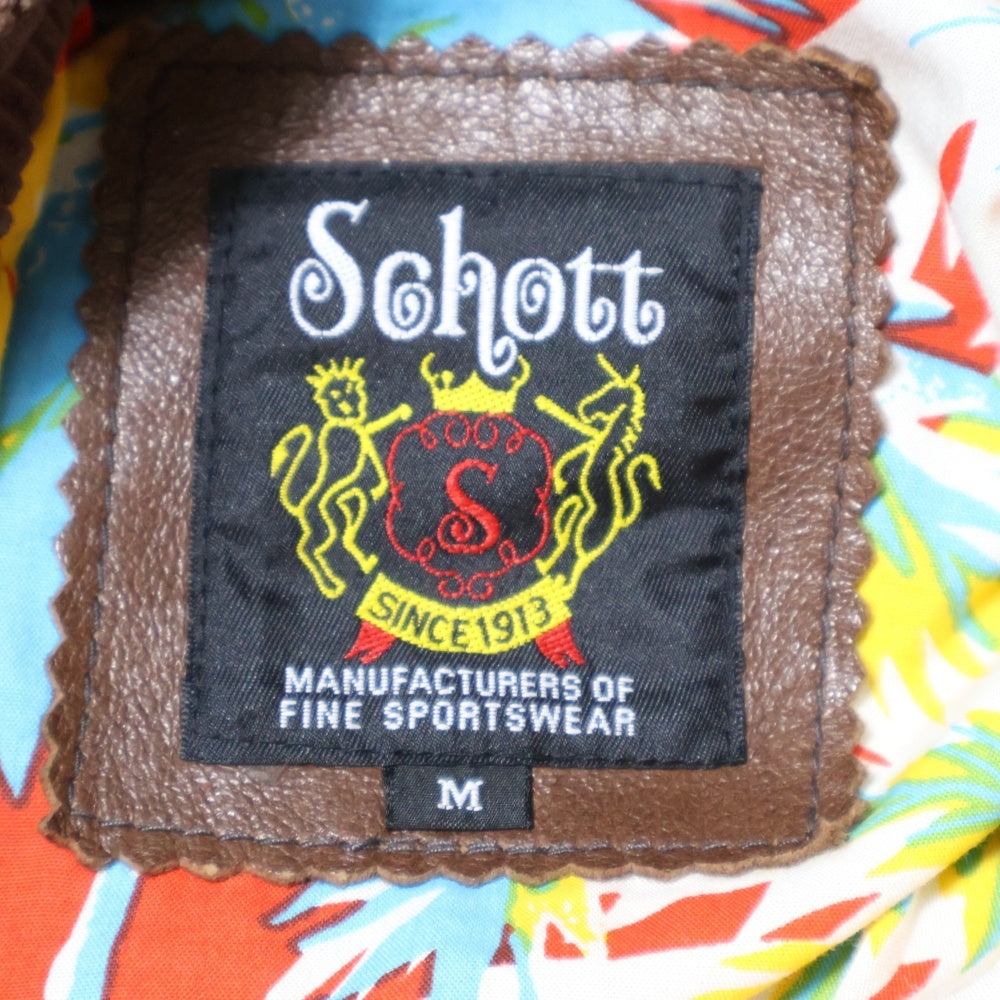 Schott
S
SINCE 1913
MANUFACTURERS OF
FINE SPORTSWEAR
M